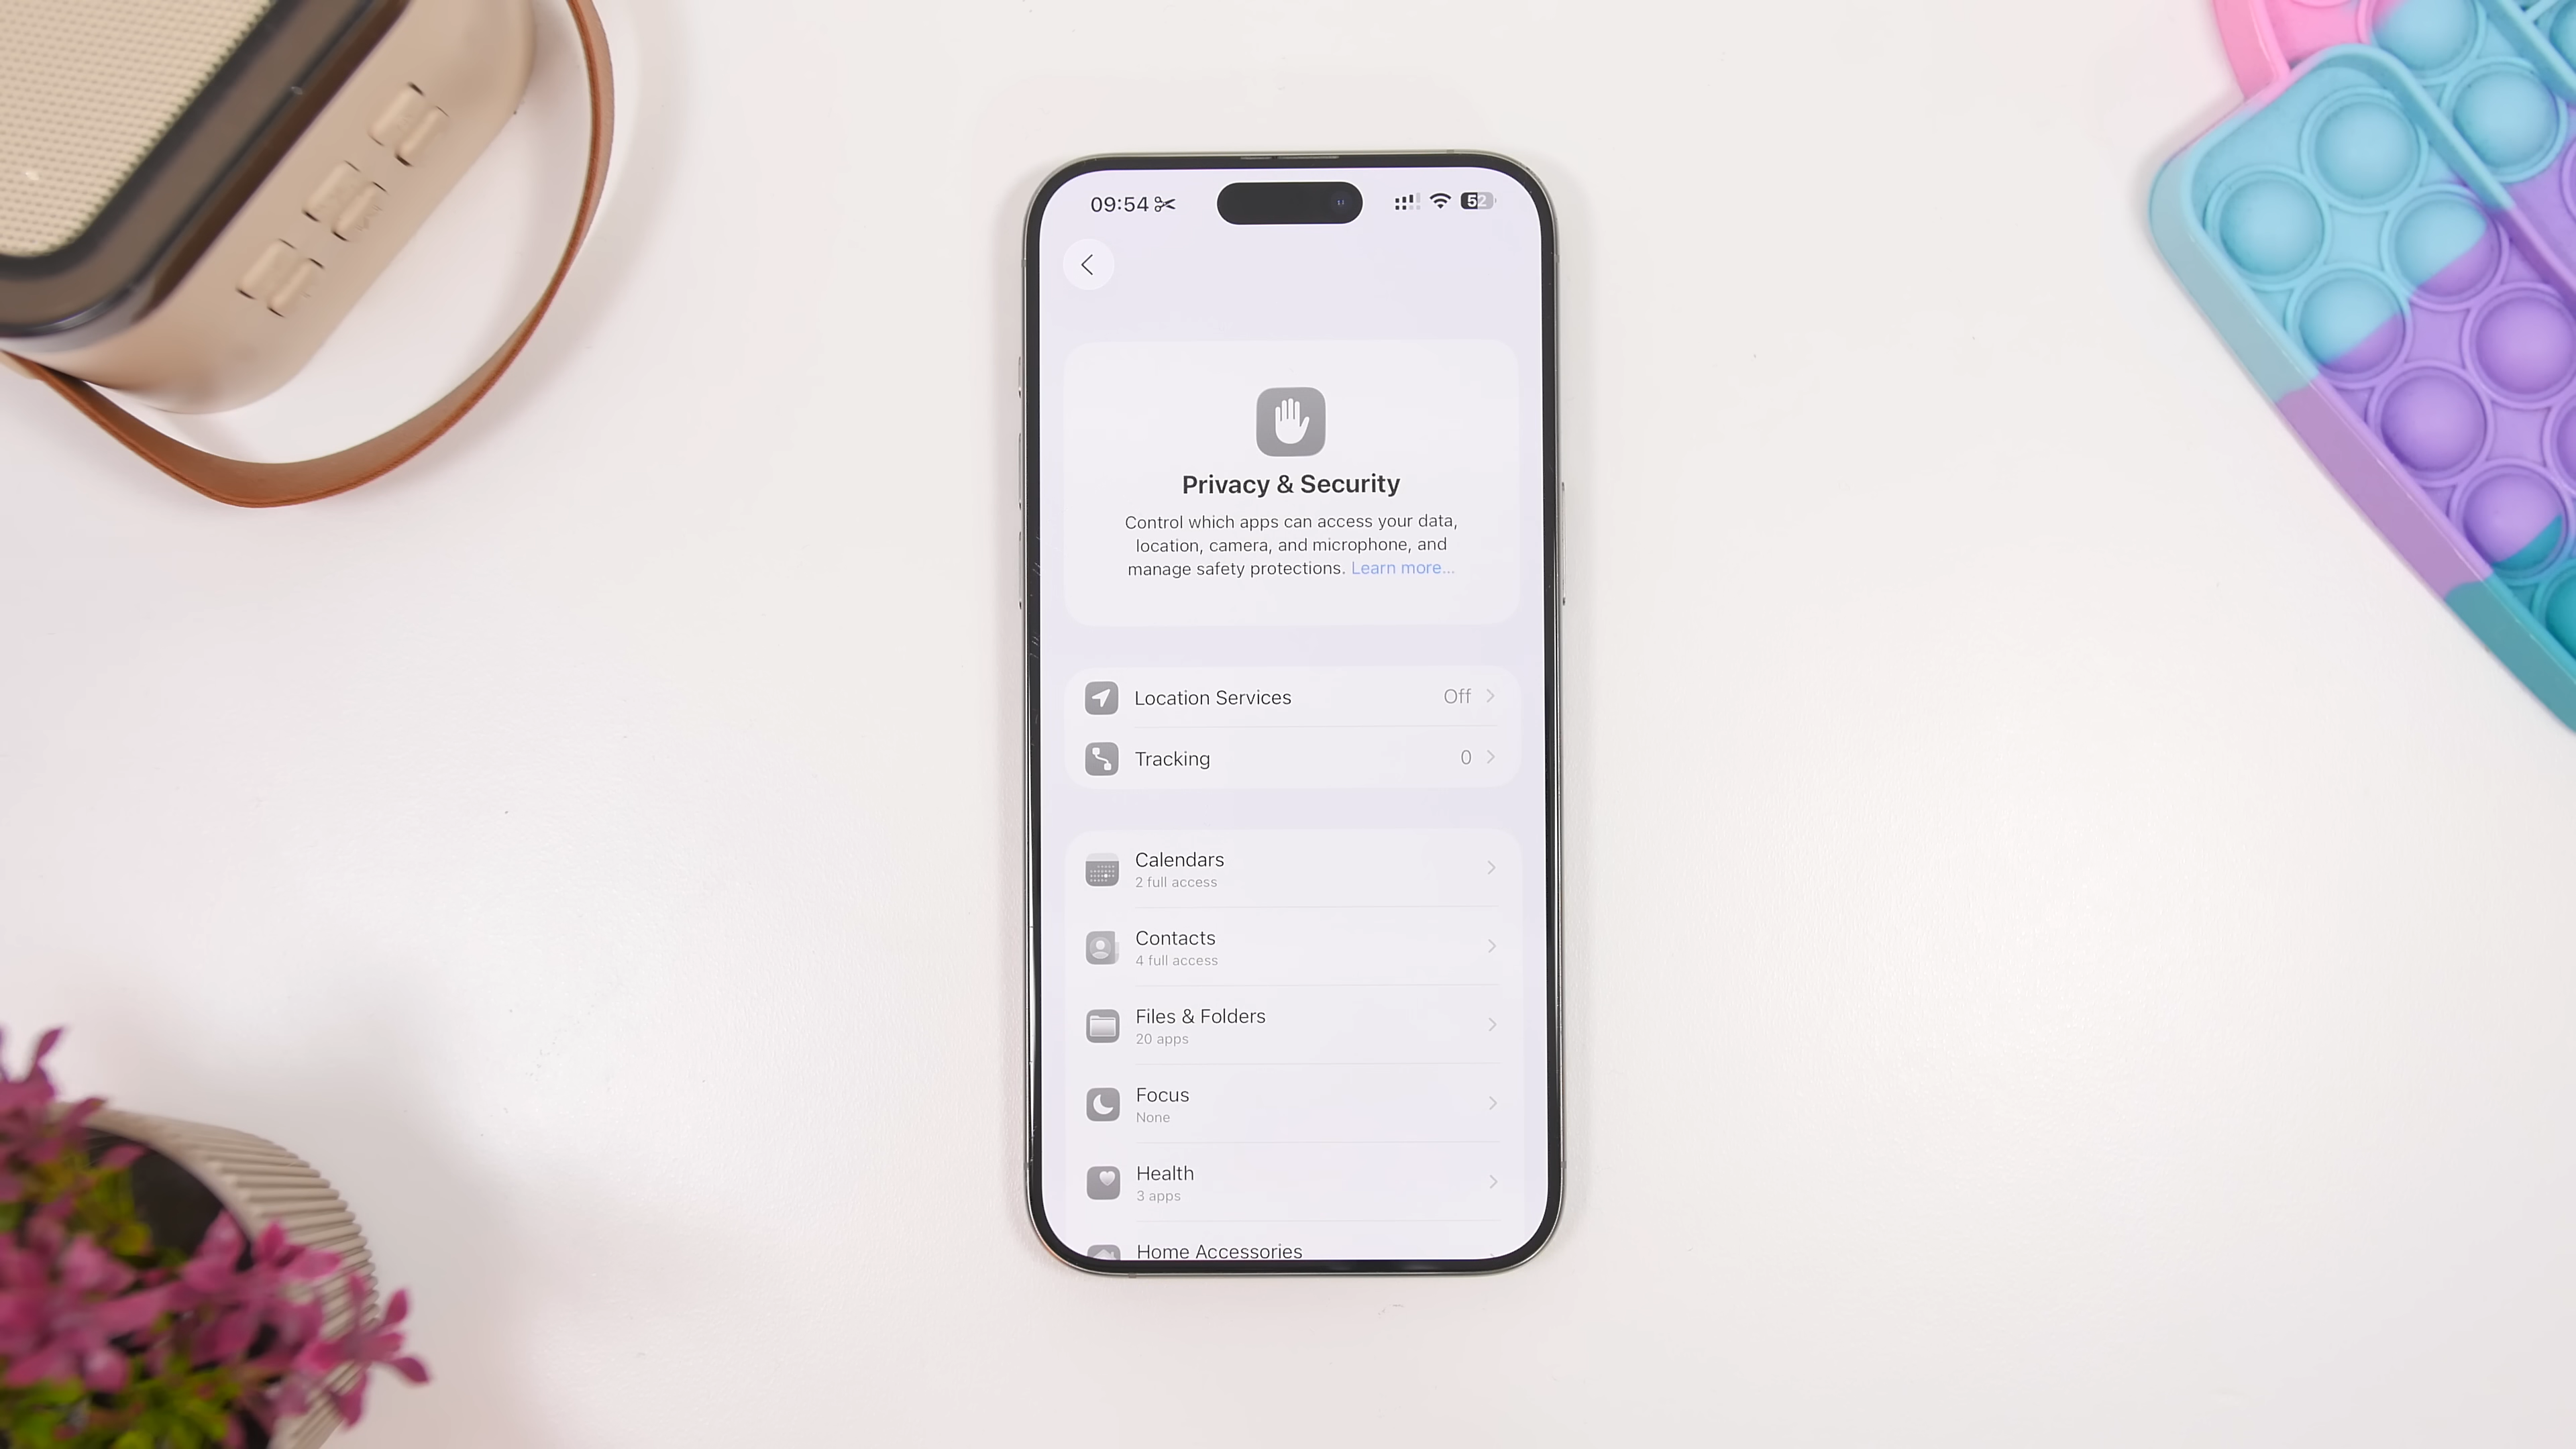 09:54
52
Privacy & Security
Control which apps can access your data,
location, camera, and microphone, and
manage safety protections. Learn more...
Location Services Off
Tracking 0
Calendars
2 full access
Contacts
4 full access
Files & Folders
20 apps
Focus
None
Health
3 apps
Home Accessories